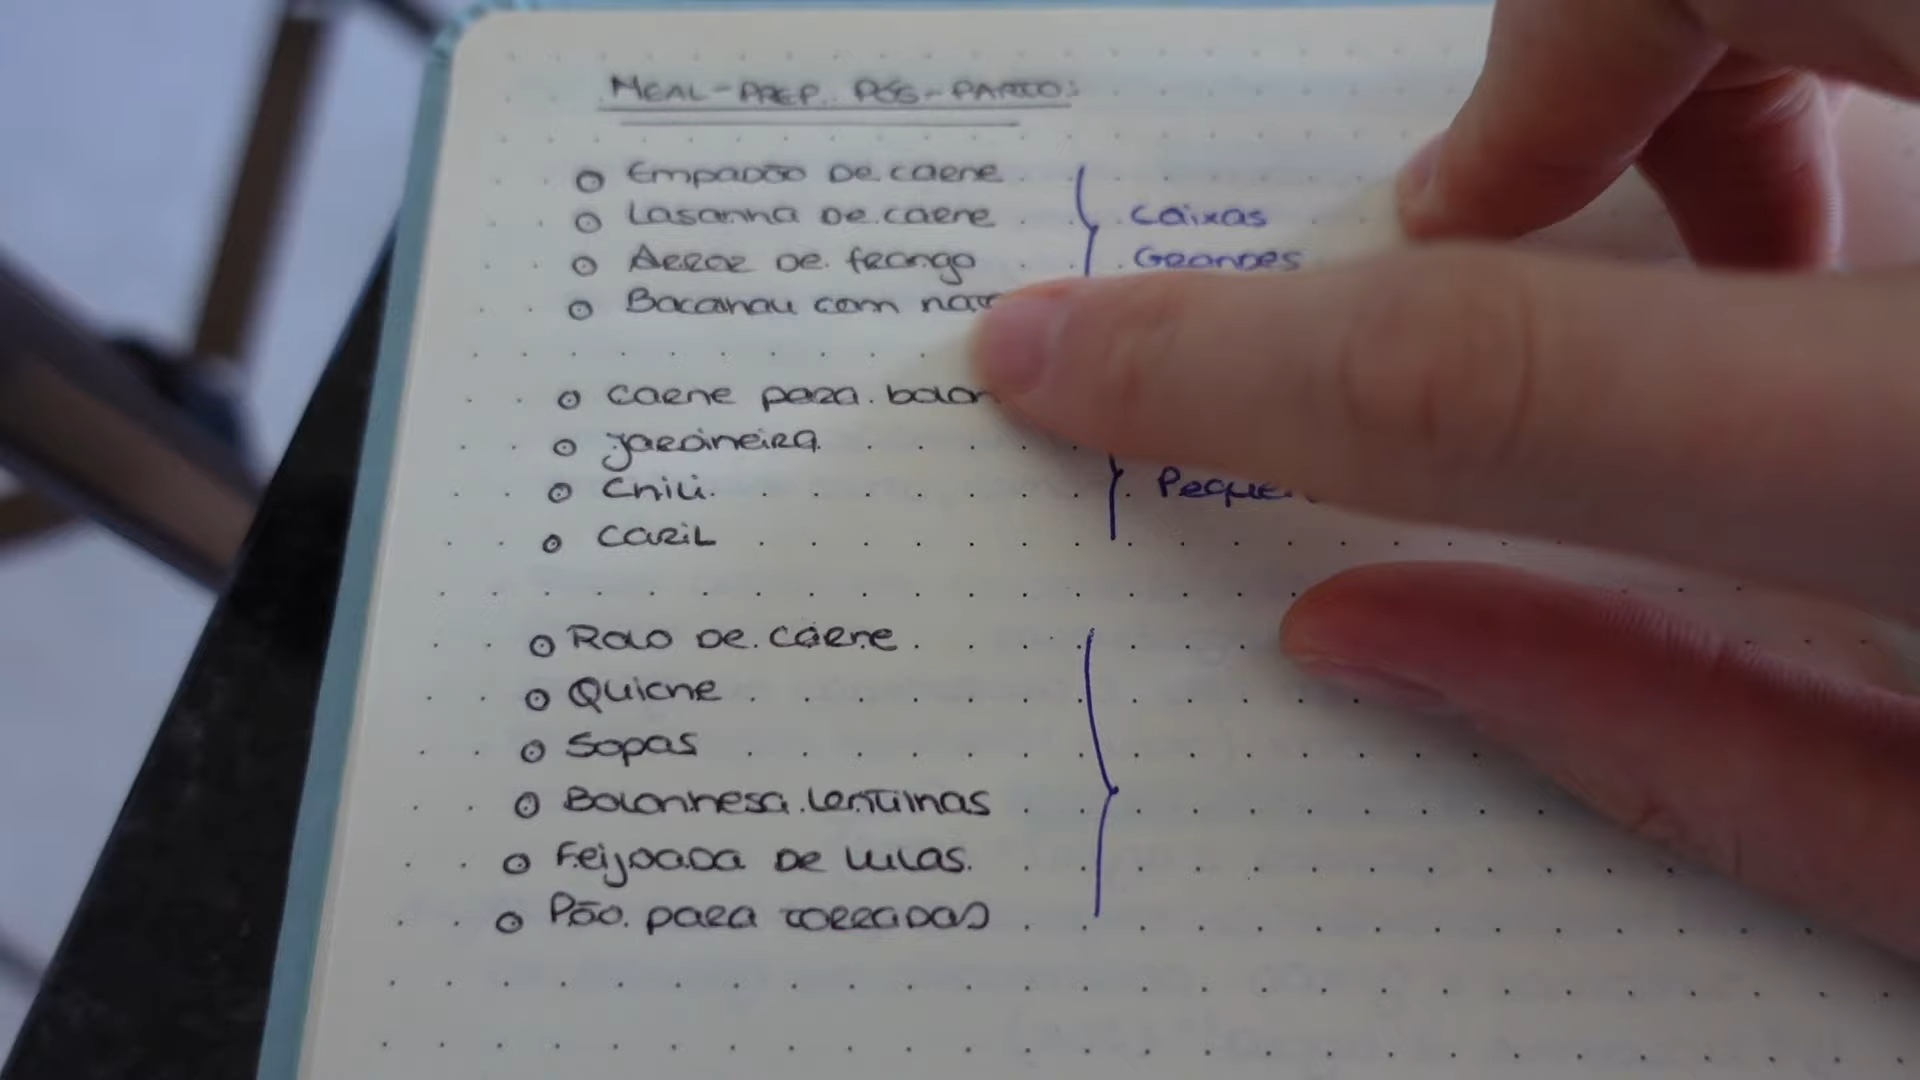 MEAL-PREP PÓS-PARTO:
Empadão de carne
Lasanha de carne
Caixas
Arroz de frango
Grandes
Bacalhau com
Carne para
Jardineira
Chili
Caril
Rolo de carne
Quiche
Sopas
Bolonhesa lentilhas
Feijoada de lulas
Pão para torradas